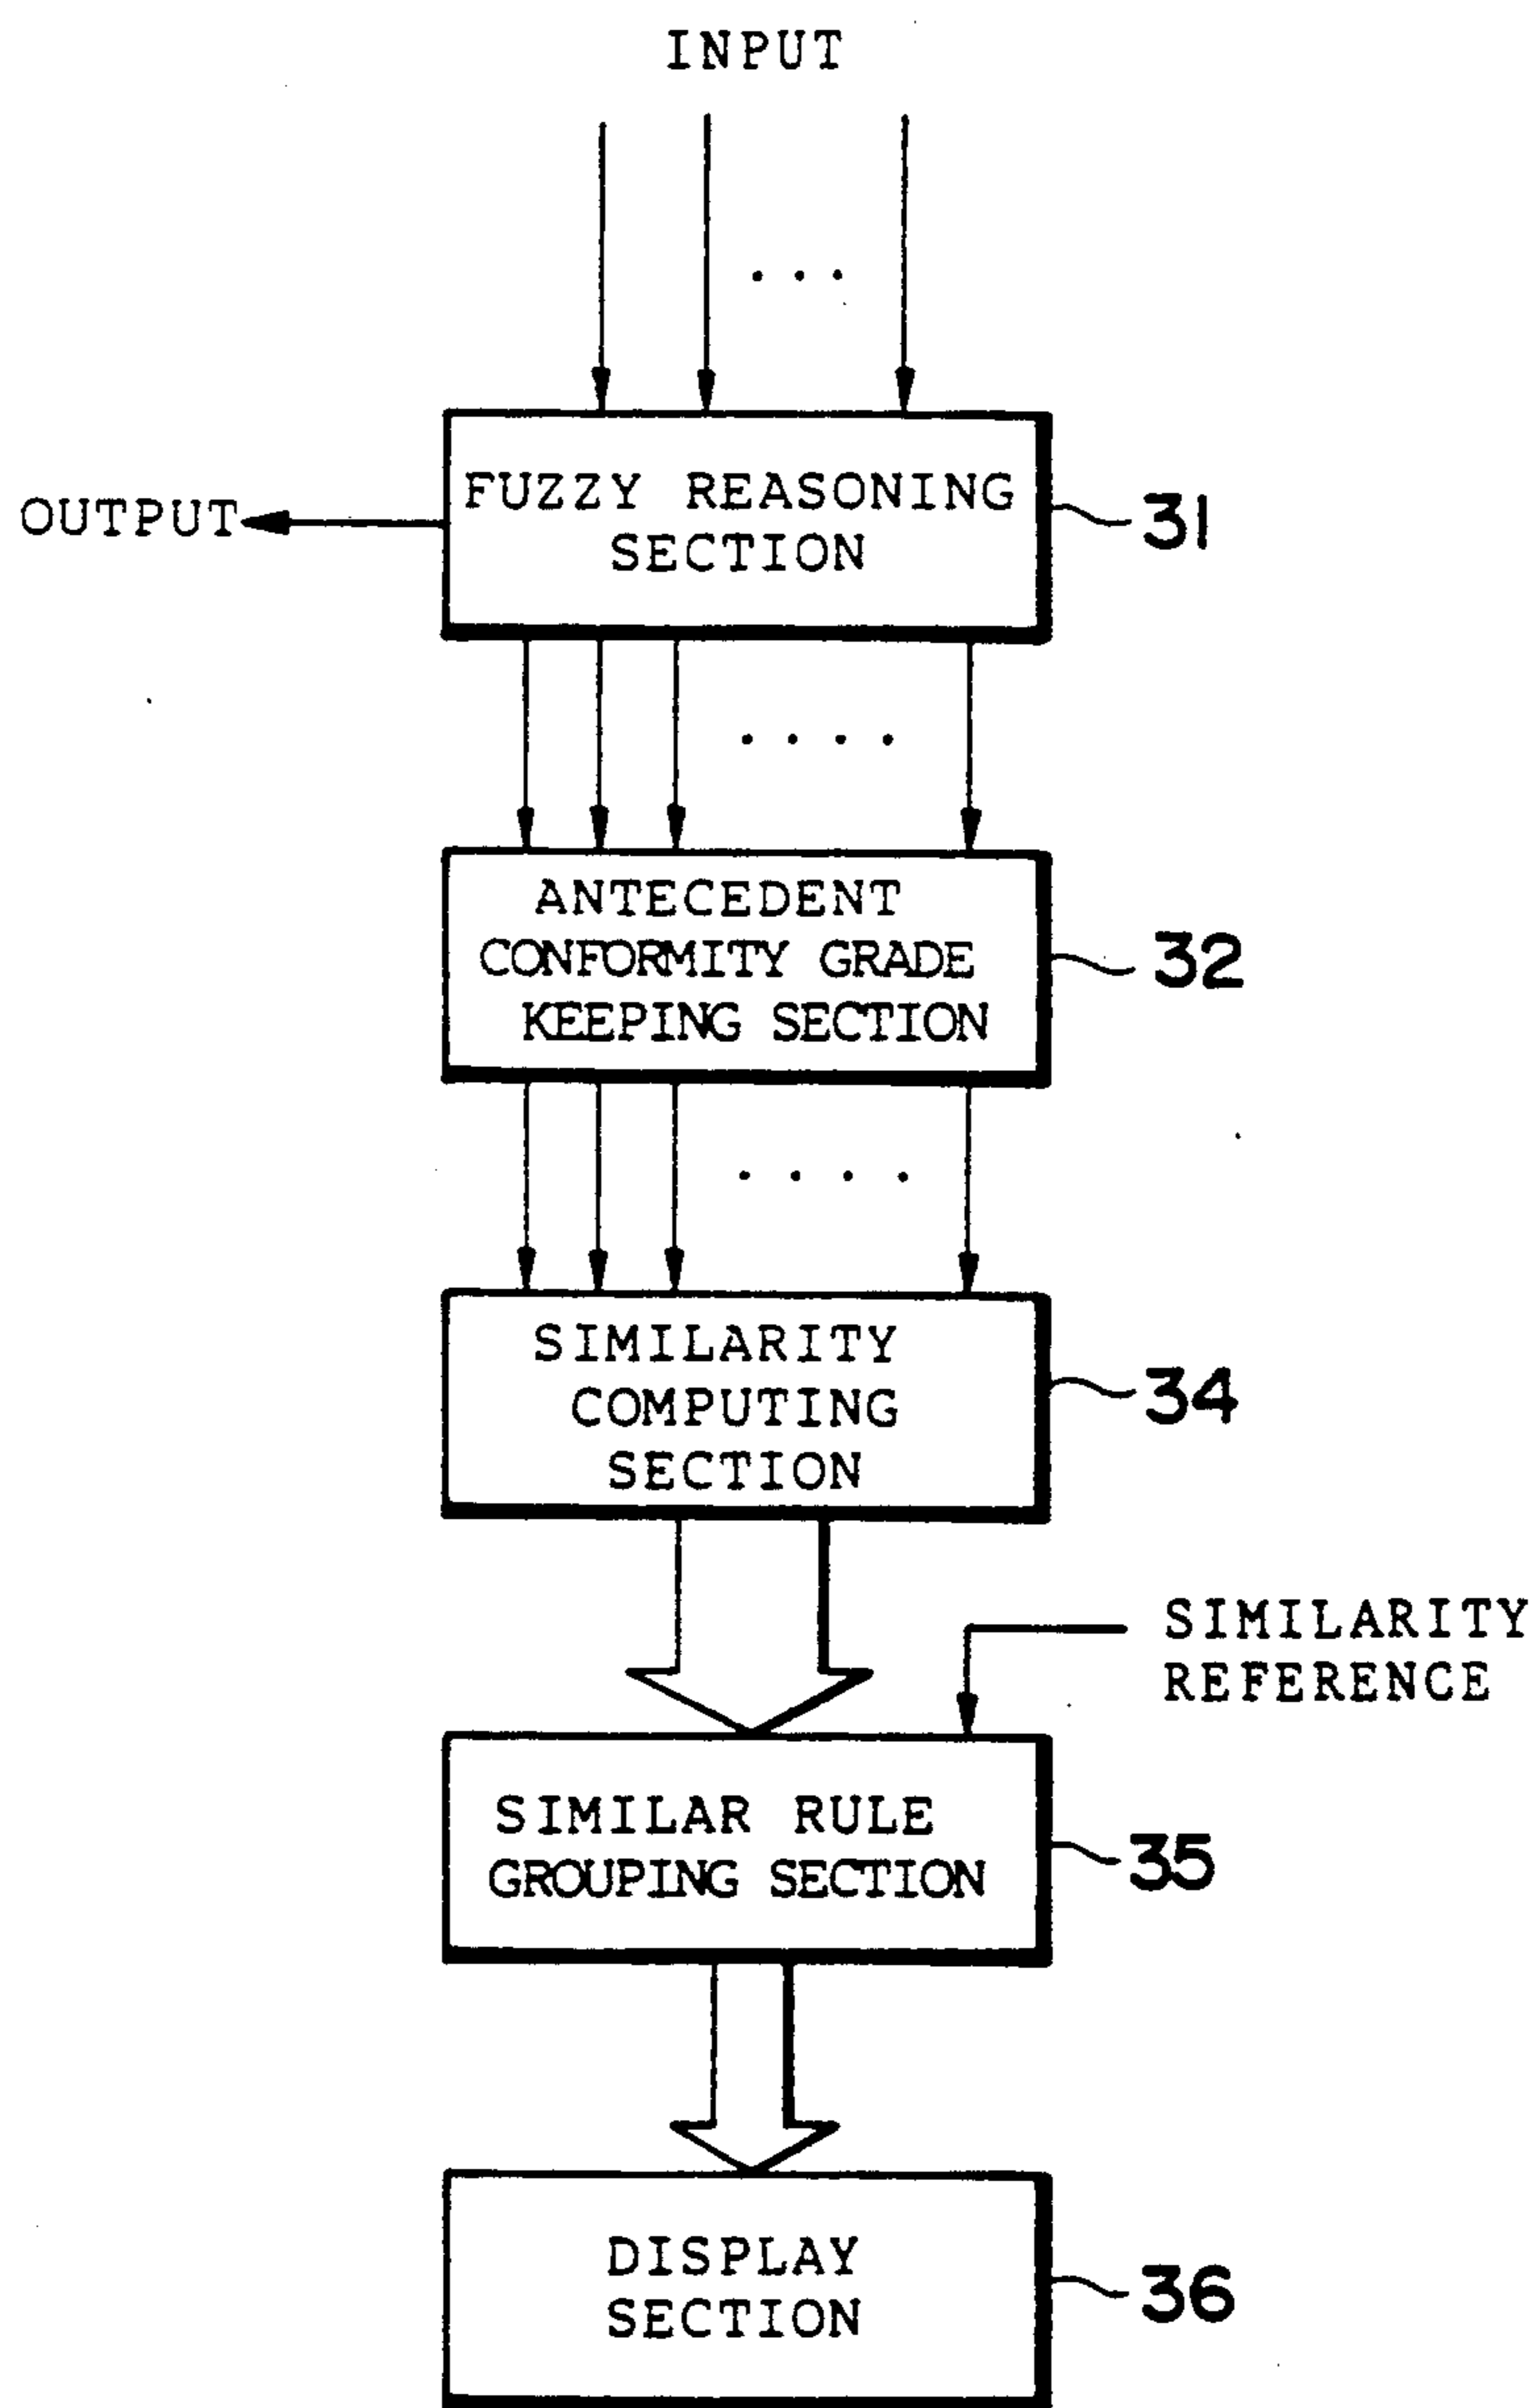 INPUT
FUZZY REASONING
SECTION
OUTPUT
31
ANTECEDENT
CONFORMITY GRADE
KEEPING SECTION
32
SIMILARITY
COMPUTING
SECTION
34
SIMILARITY
REFERENCE
SIMILAR RULE
GROUPING SECTION
35
DISPLAY
SECTION
36